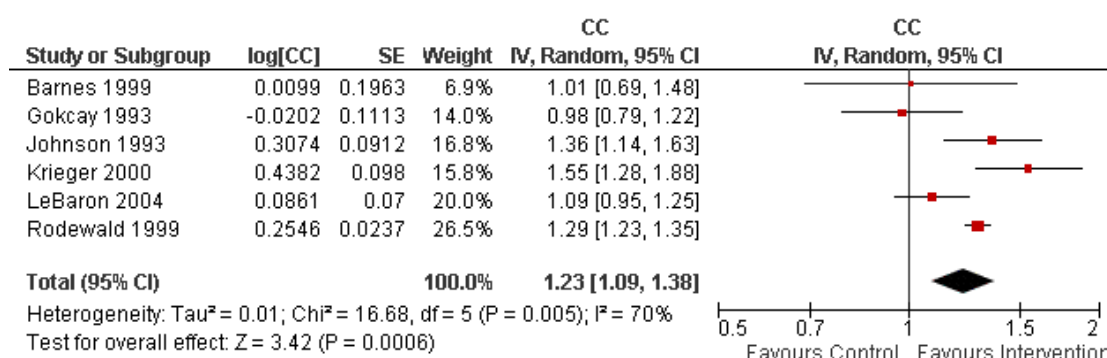 CC CC
Study or Subgroup log[CC] SE Weight IV, Random, 95% CI IV, Random, 95% CI
Barnes 1999 0.0099 0.1963 6.9% 1.01 [0.69, 1.48]
Gokcay 1993 -0.0202 0.1113 14.0% 0.98 [0.79, 1.22]
Johnson 1993 0.3074 0.0912 16.8% 1.36 [1.14, 1.63]
Krieger 2000 0.4382 0.098 15.8% 1.55 [1.28, 1.88]
LeBaron 2004 0.0861 0.07 20.0% 1.09 [0.95, 1.25]
Rodewald 1999 0.2546 0.0237 26.5% 1.29 [1.23, 1.35]
Total (95% CI) 100.0% 1.23 [1.09, 1.38]
Heterogeneity: Tau² = 0.01; Chi² = 16.68, df = 5 (P = 0.005); I² = 70%
Test for overall effect: Z = 3.42 (P = 0.0006)
0.5 0.7 1 1.5 2
Favours Control Favours Intervention